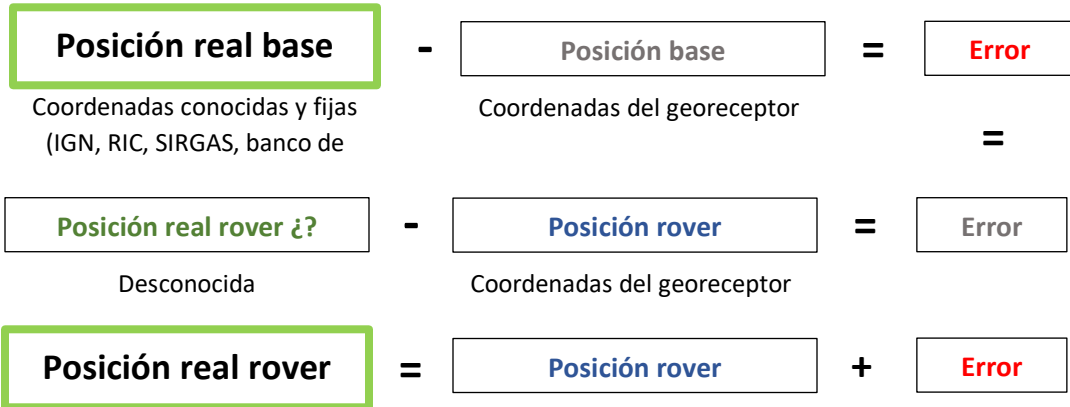 Posición real base - Posición base = Error
Coordenadas conocidas y fijas
(IGN, RIC, SIRGAS, banco de
Coordenadas del georeceptor
=
Posición real rover ¿? - Posición rover = Error
Desconocida
Coordenadas del georeceptor
Posición real rover = Posición rover + Error